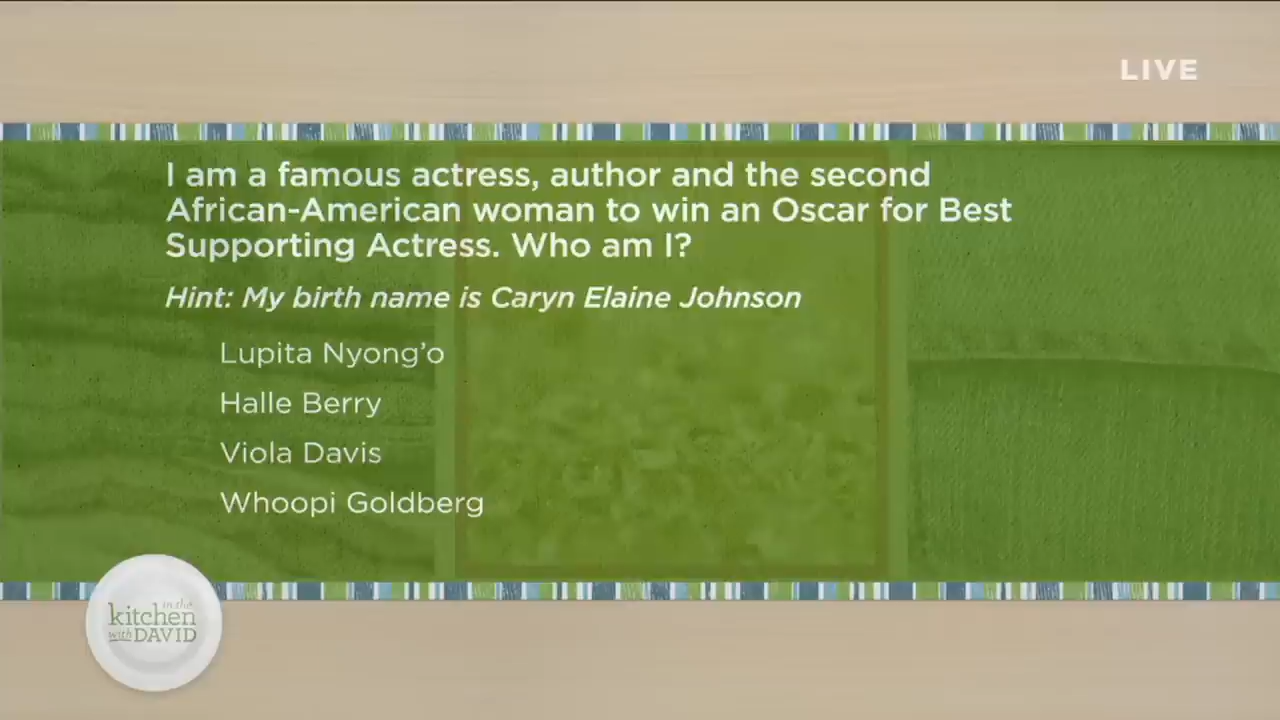 LIVE
I am a famous actress, author and the second
African-American woman to win an Oscar for Best
Supporting Actress. Who am I?
Hint: My birth name is Caryn Elaine Johnson
Lupita Nyong’o
Halle Berry
Viola Davis
Whoopi Goldberg
in the
kitchen
with DAVID